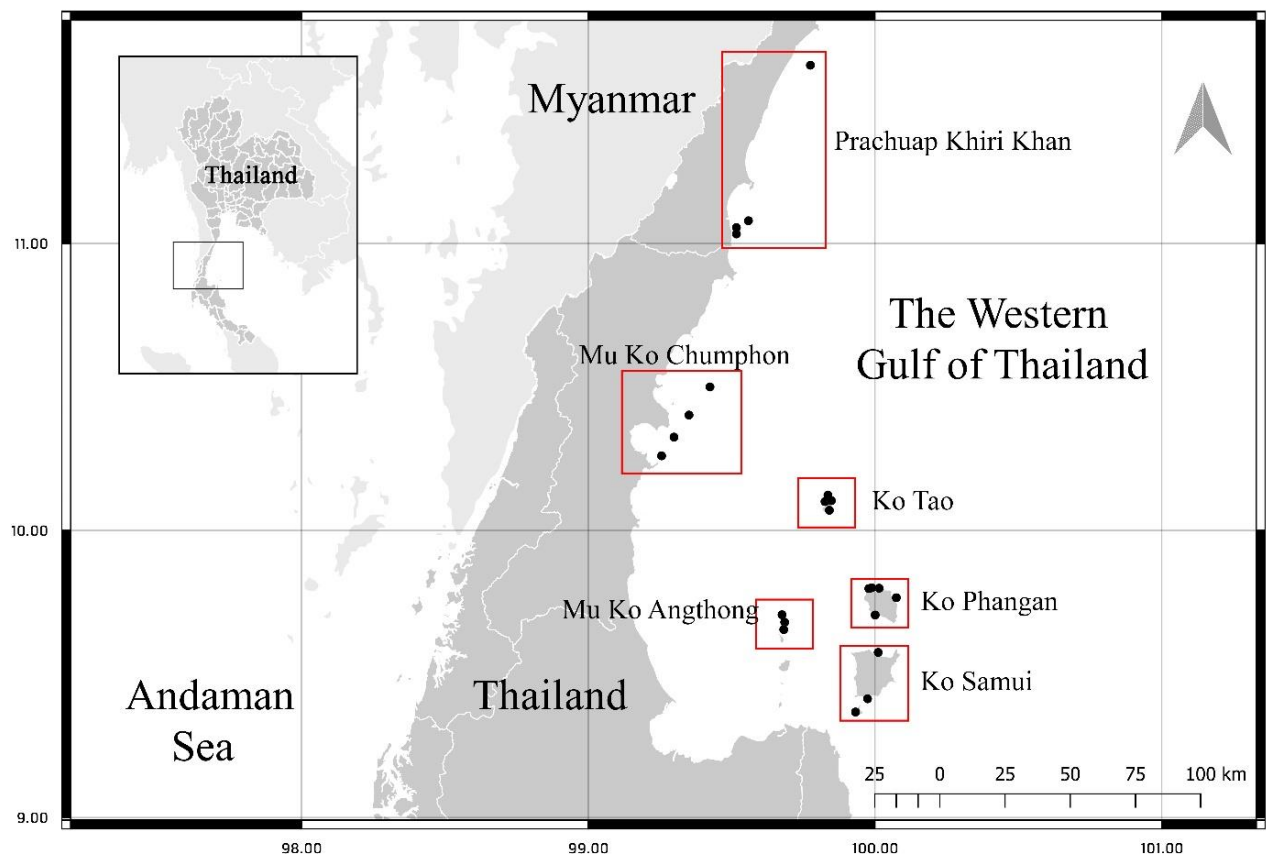 Myanmar
Thailand
Prachuap Khiri Khan
11.00
The Western
Gulf of Thailand
Mu Ko Chumphon
Ko Tao
10.00
Mu Ko Angthong
Ko Phangan
Ko Samui
Andaman
Sea
Thailand
25 0 25 50 75 100 km
9.00
98.00 99.00 100.00 101.00